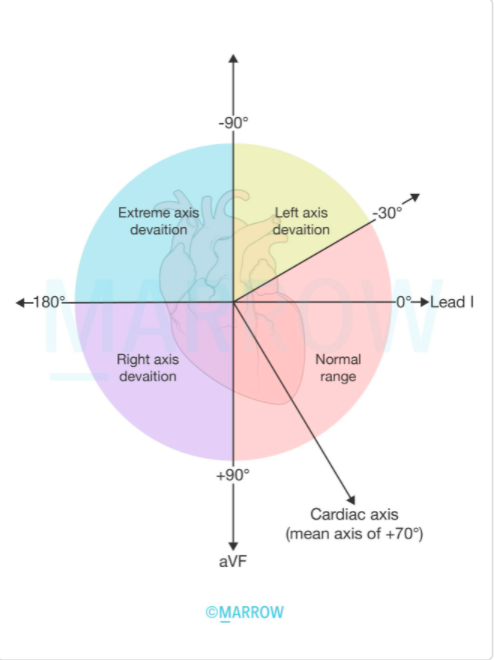 -90°
Extreme axis
devaition
Left axis
devaition
-30°
180°
0°
Lead I
MARROW
Right axis
devaition
Normal
range
+90°
Cardiac axis
(mean axis of +70°)
aVF
©MARROW